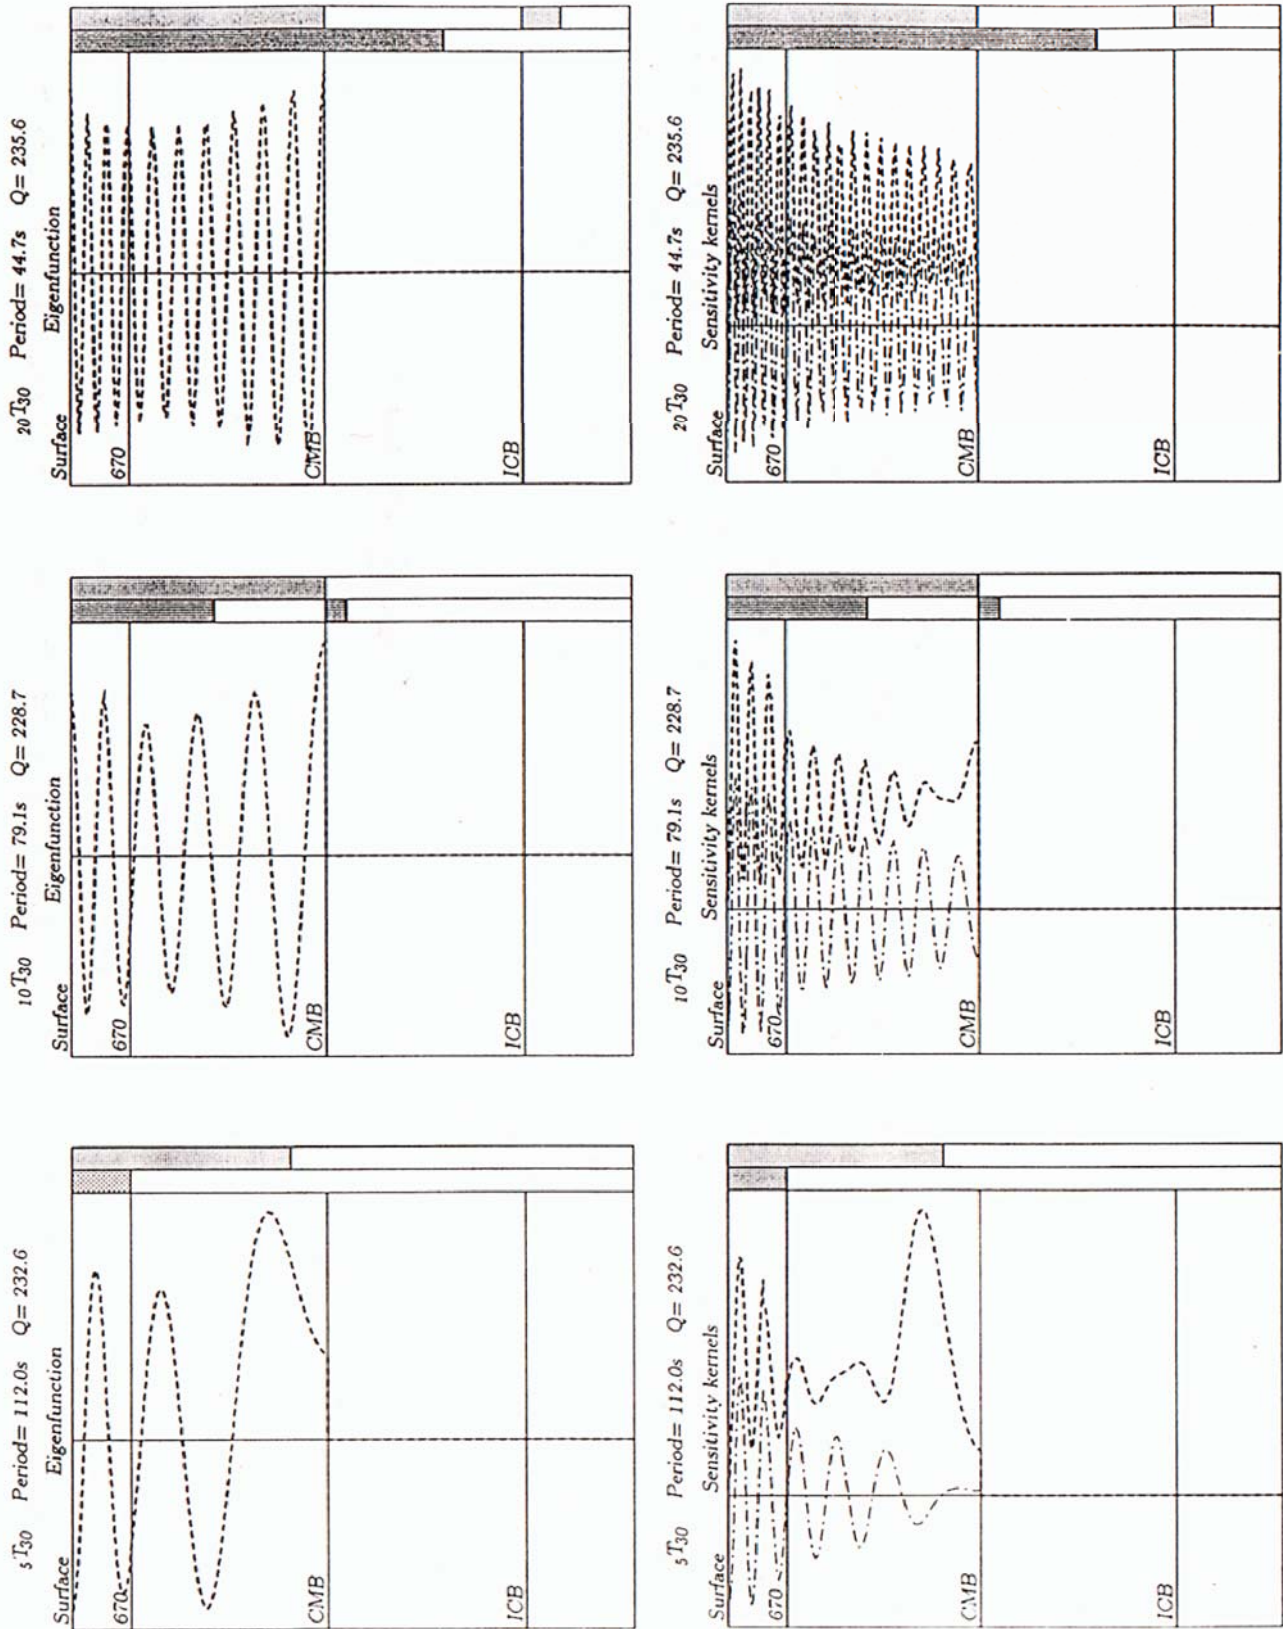 5T30 Period= 112.0s Q= 232.6
Eigenfunction
Surface
670
CMB
ICB
10T30 Period= 79.1s Q= 228.7
Eigenfunction
Surface
670
CMB
ICB
20T30 Period= 44.7s Q= 235.6
Eigenfunction
Surface
670
CMB
ICB
5T30 Period= 112.0s Q= 232.6
Sensitivity kernels
Surface
670
CMB
ICB
10T30 Period= 79.1s Q= 228.7
Sensitivity kernels
Surface
670
CMB
ICB
20T30 Period= 44.7s Q= 235.6
Sensitivity kernels
Surface
670
CMB
ICB